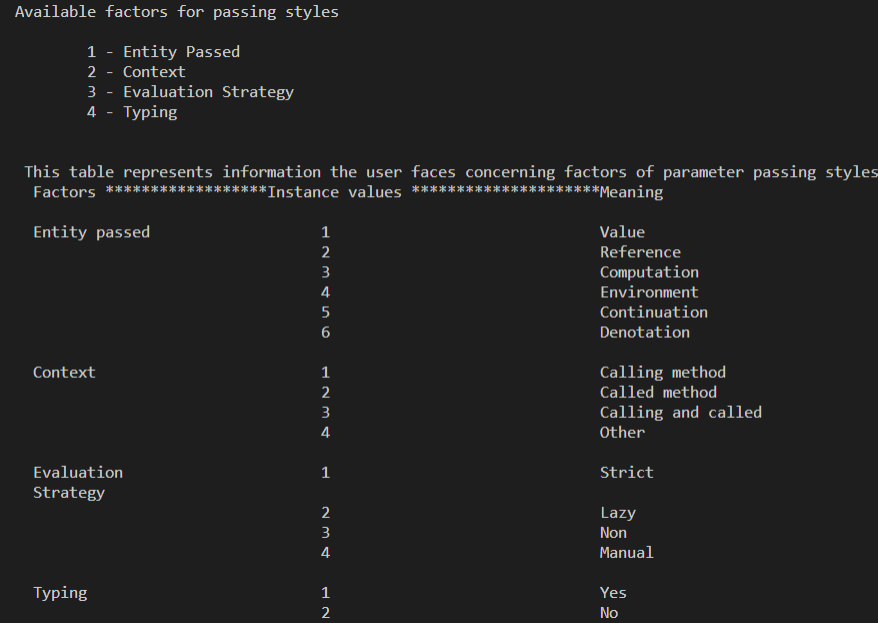 Available factors for passing styles
1 - Entity Passed
2 - Context
3 - Evaluation Strategy
4 - Typing
This table represents information the user faces concerning factors of parameter passing styles
Factors ******************Instance values *********************Meaning
Entity passed 1 Value
2 Reference
3 Computation
4 Environment
5 Continuation
6 Denotation
Context 1 Calling method
2 Called method
3 Calling and called
4 Other
Evaluation 1 Strict
Strategy
2 Lazy
3 Non
4 Manual
Typing 1 Yes
2 No